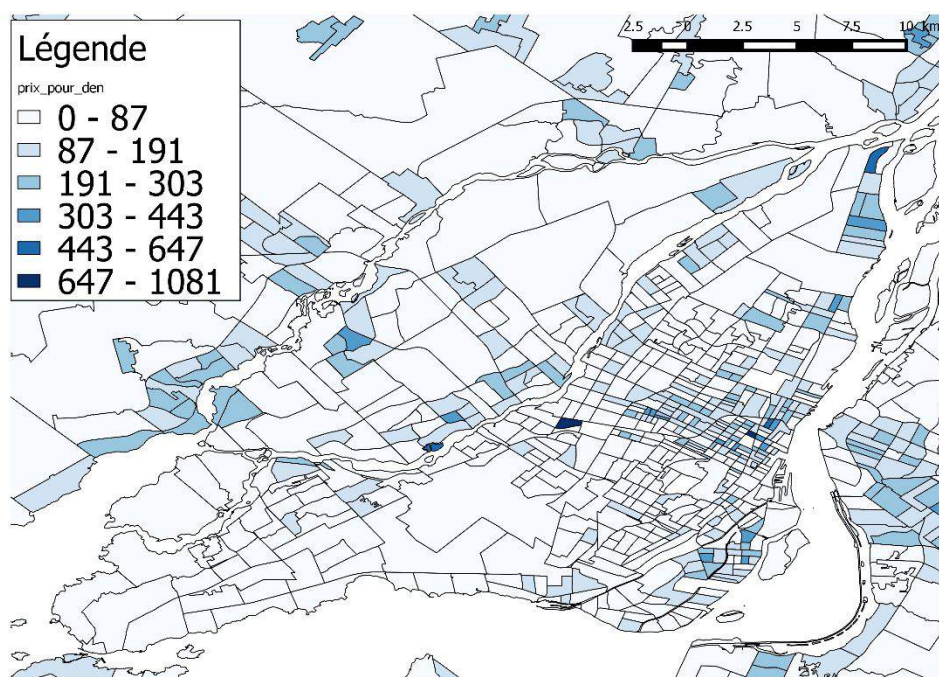 Légende
prix_pour_den
0 - 87
87 - 191
191 - 303
303 - 443
443 - 647
647 - 1081
2.5 0 2.5 5 7.5 10 km